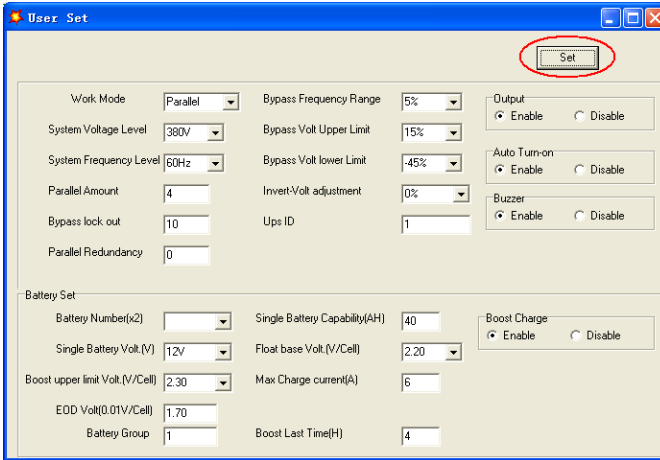 User Set
Set
Work Mode Parallel Bypass Frequency Range 5% Output
Enable Disable
System Voltage Level 380V Bypass Volt Upper Limit 15%
Auto Turn-on
System Frequency Level 60Hz Bypass Volt lower Limit -45% Enable Disable
Parallel Amount 4 Invert-Volt adjustment 0% Buzzer
Enable Disable
Bypass lock out 10 Ups ID 1
Parallel Redundancy 0
Battery Set
Battery Number(x2) Single Battery Capability(AH) 40 Boost Charge
Enable Disable
Single Battery Volt.(V) 12V Float base Volt.(V/Cell) 2.20
Boost upper limit Volt.(V/Cell) 2.30 Max Charge current(A) 6
EOD Volt(0.01V/Cell) 1.70
Battery Group 1 Boost Last Time(H) 4